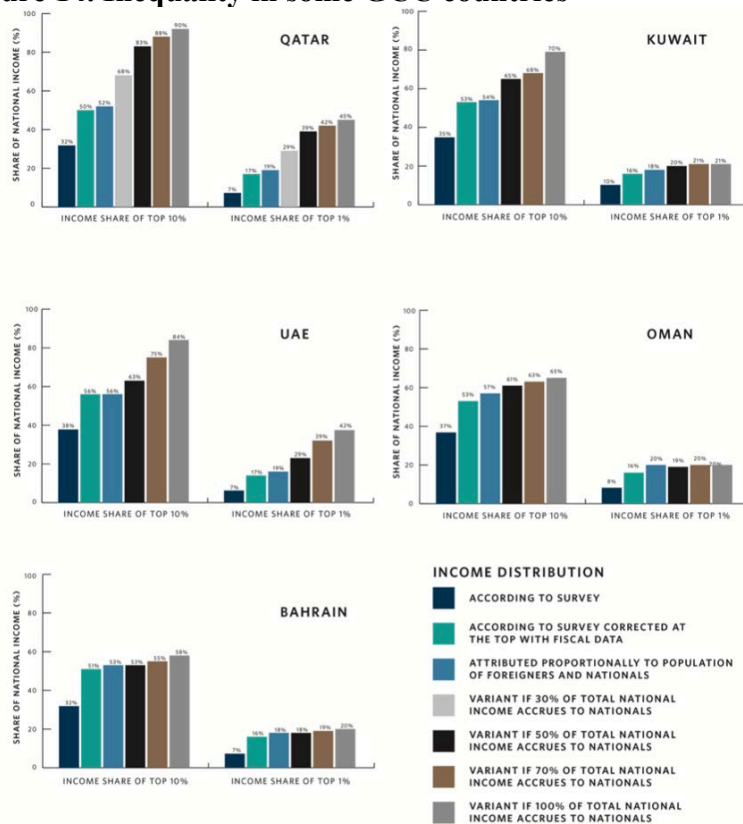 ure 14. Inequality in some GCC countries
QATAR
SHARE OF NATIONAL INCOME (%)
100
80
60
40
20
0
32%
50%
52%
68%
83%
88%
90%
7%
17%
19%
29%
39%
42%
45%
INCOME SHARE OF TOP 10%
INCOME SHARE OF TOP 1%
KUWAIT
SHARE OF NATIONAL INCOME (%)
100
80
60
40
20
0
35%
53%
54%
65%
68%
70%
10%
16%
18%
20%
21%
21%
INCOME SHARE OF TOP 10%
INCOME SHARE OF TOP 1%
UAE
SHARE OF NATIONAL INCOME (%)
100
80
60
40
20
0
38%
56%
56%
63%
75%
84%
7%
17%
19%
29%
39%
42%
INCOME SHARE OF TOP 10%
INCOME SHARE OF TOP 1%
OMAN
SHARE OF NATIONAL INCOME (%)
100
80
60
40
20
0
37%
53%
57%
61%
63%
65%
8%
16%
20%
19%
20%
20%
INCOME SHARE OF TOP 10%
INCOME SHARE OF TOP 1%
BAHRAIN
SHARE OF NATIONAL INCOME (%)
100
80
60
40
20
0
32%
51%
53%
53%
55%
58%
7%
16%
18%
18%
19%
20%
INCOME SHARE OF TOP 10%
INCOME SHARE OF TOP 1%
INCOME DISTRIBUTION
ACCORDING TO SURVEY
ACCORDING TO SURVEY CORRECTED AT
THE TOP WITH FISCAL DATA
ATTRIBUTED PROPORTIONALLY TO POPULATION
OF FOREIGNERS AND NATIONALS
VARIANT IF 30% OF TOTAL NATIONAL
INCOME ACCRUES TO NATIONALS
VARIANT IF 50% OF TOTAL NATIONAL
INCOME ACCRUES TO NATIONALS
VARIANT IF 70% OF TOTAL NATIONAL
INCOME ACCRUES TO NATIONALS
VARIANT IF 100% OF TOTAL NATIONAL
INCOME ACCRUES TO NATIONALS